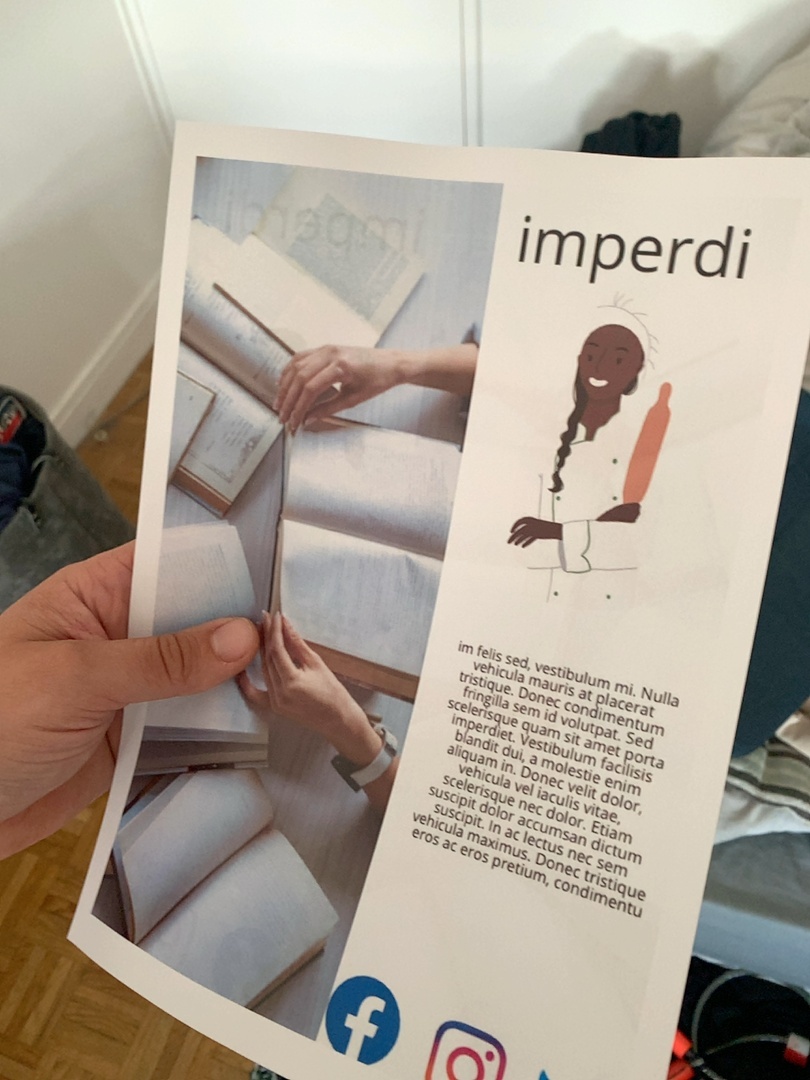 imperdi
im felis sed, vestibulum mi. Nulla
vehicula mauris at placerat
tristique. Donec condimentum
fringilla sem id volutpat. Sed
scelerisque quam sit amet porta
imperdiet. Vestibulum facilisis
blandit dui, a molestie enim
aliquam in. Donec velit dolor,
vehicula vel iaculis vitae,
scelerisque nec dolor. Etiam
suscipit dolor accumsan dictum
suscipit. In ac lectus nec sem
vehicula maximus. Donec tristique
eros ac eros pretium, condimentu